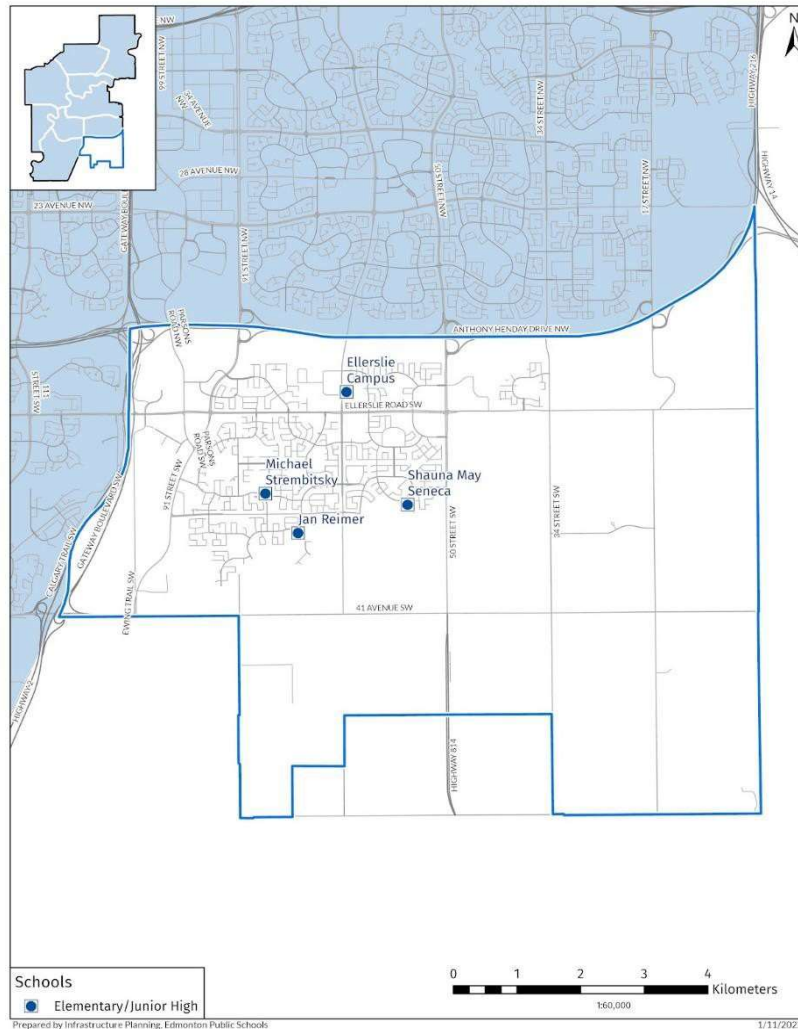 NW
99 STREET NW
34 AVENUE
NW
28 AVENUE NW
23 AVENUE NW
GATEWAY BOUL
91 STREET NW
50 STREET NW
34 STREET NW
17 STREET NW
HIGHWAY 216
HIGHWAY 14
N
PARSONS
ROAD NW
ANTHONY HENDAY DRIVE NW
111
STREET SW
Ellerslie
Campus
ELLERSLIE ROAD SW
PARSONS
ROAD SW
91 STREET SW
Michael
Strembitsky
Shauna May
Seneca
Jan Reimer
50 STREET SW
34 STREET SW
CALGARY TRAIL SW
GATEWAY BOULEVARD SW
EWING TRAIL SW
41 AVENUE SW
HIGHWAY 2
HIGHWAY 814
Schools
Elementary/Junior High
0 1 2 3 4
Kilometers
1:60,000
Prepared by Infrastructure Planning, Edmonton Public Schools
1/11/202